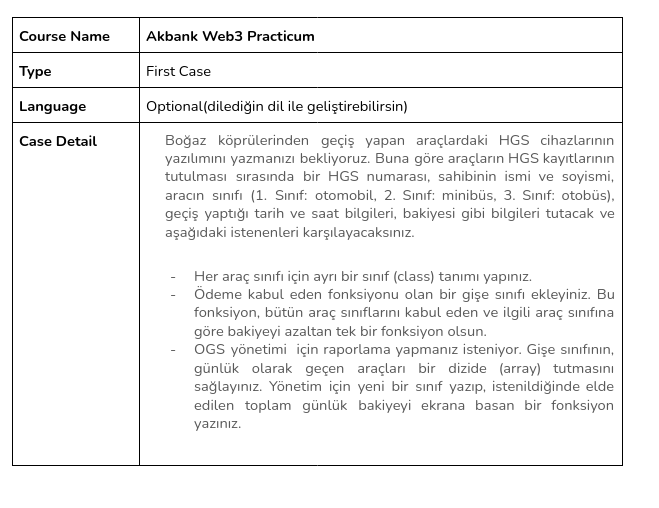 Course Name Akbank Web3 Practicum
Type First Case
Language Optional(dilediğin dil ile geliştirebilirsin)
Case Detail Boğaz köprülerinden geçiş yapan araçlardaki HGS cihazlarının
yazılımını yazmanızı bekliyoruz. Buna göre araçların HGS kayıtlarının
tutulması sırasında bir HGS numarası, sahibinin ismi ve soyismi,
aracın sınıfı (1. Sınıf: otomobil, 2. Sınıf: minibüs, 3. Sınıf: otobüs),
geçiş yaptığı tarih ve saat bilgileri, bakiyesi gibi bilgileri tutacak ve
aşağıdaki istenenleri karşılayacaksınız.
- Her araç sınıfı için ayrı bir sınıf (class) tanımı yapınız.
- Ödeme kabul eden fonksiyonu olan bir gişe sınıfı ekleyiniz. Bu
fonksiyon, bütün araç sınıflarını kabul eden ve ilgili araç sınıfına
göre bakiyeyi azaltan tek bir fonksiyon olsun.
- OGS yönetimi için raporlama yapmanız isteniyor. Gişe sınıfının,
günlük olarak geçen araçları bir dizide (array) tutmasını
sağlayınız. Yönetim için yeni bir sınıf yazıp, istenildiğinde elde
edilen toplam günlük bakiyeyi ekrana basan bir fonksiyon
yazınız.